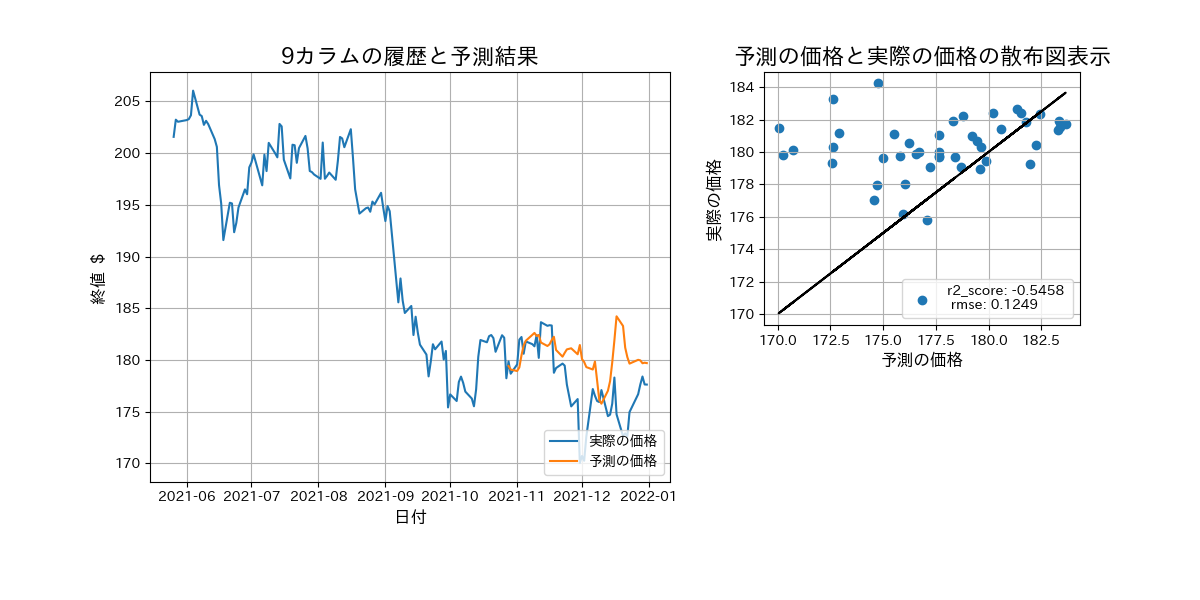 9カラムの履歴と予測結果
終値 $
205
200
195
190
185
180
175
170
2021-06 2021-07 2021-08 2021-09 2021-10 2021-11 2021-12 2022-01
日付
実際の価格
予測の価格
予測の価格と実際の価格の散布図表示
実際の価格
184
182
180
178
176
174
172
170
170.0 172.5 175.0 177.5 180.0 182.5
予測の価格
r2_score: -0.5458
rmse: 0.1249